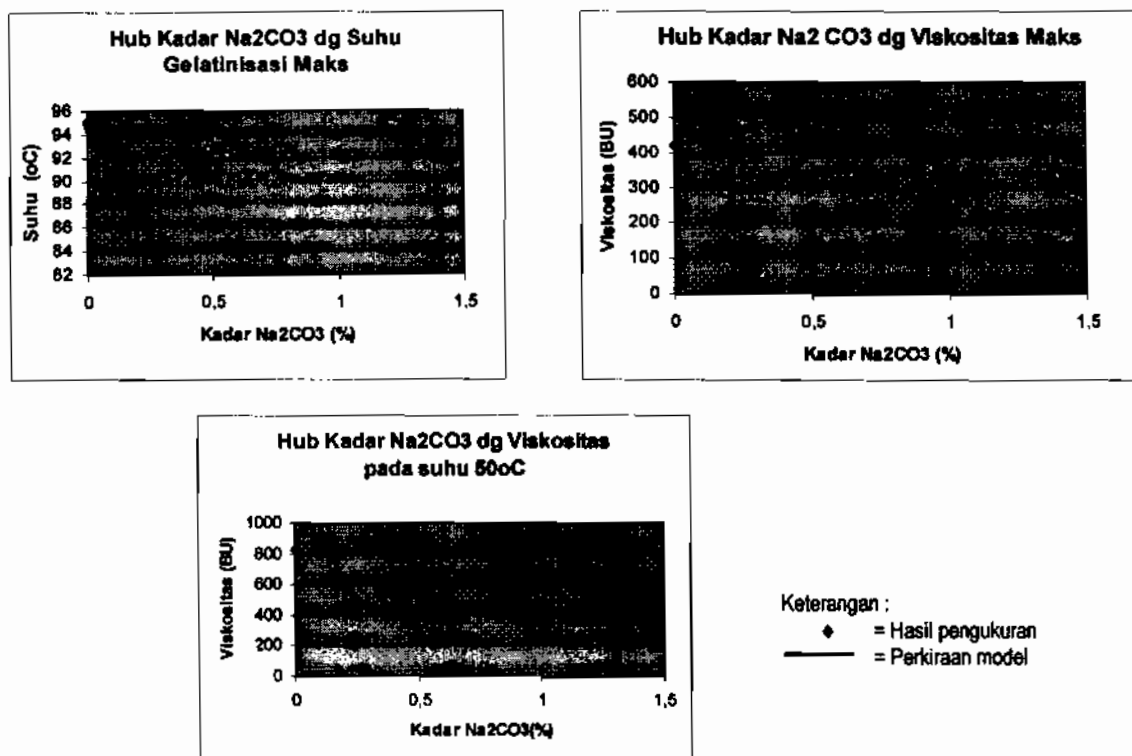 Hub Kadar Na2CO3 dg Suhu
Gelatinisasi Maks
Suhu (oC)
96
94
92
90
88
86
84
82
0
0,5
1
1,5
Kadar Na2CO3 (%)
Hub Kadar Na2 CO3 dg Viskositas Maks
Viskositas (BU)
600
500
400
300
200
100
0
0
0,5
1
1,5
Kadar Na2CO3 (%)
Hub Kadar Na2CO3 dg Viskositas
pada suhu 50oC
Viskositas (BU)
1000
800
600
400
200
0
0
0,5
1
1,5
Kadar Na2CO3(%)
Keterangan :
= Hasil pengukuran
= Perkiraan model